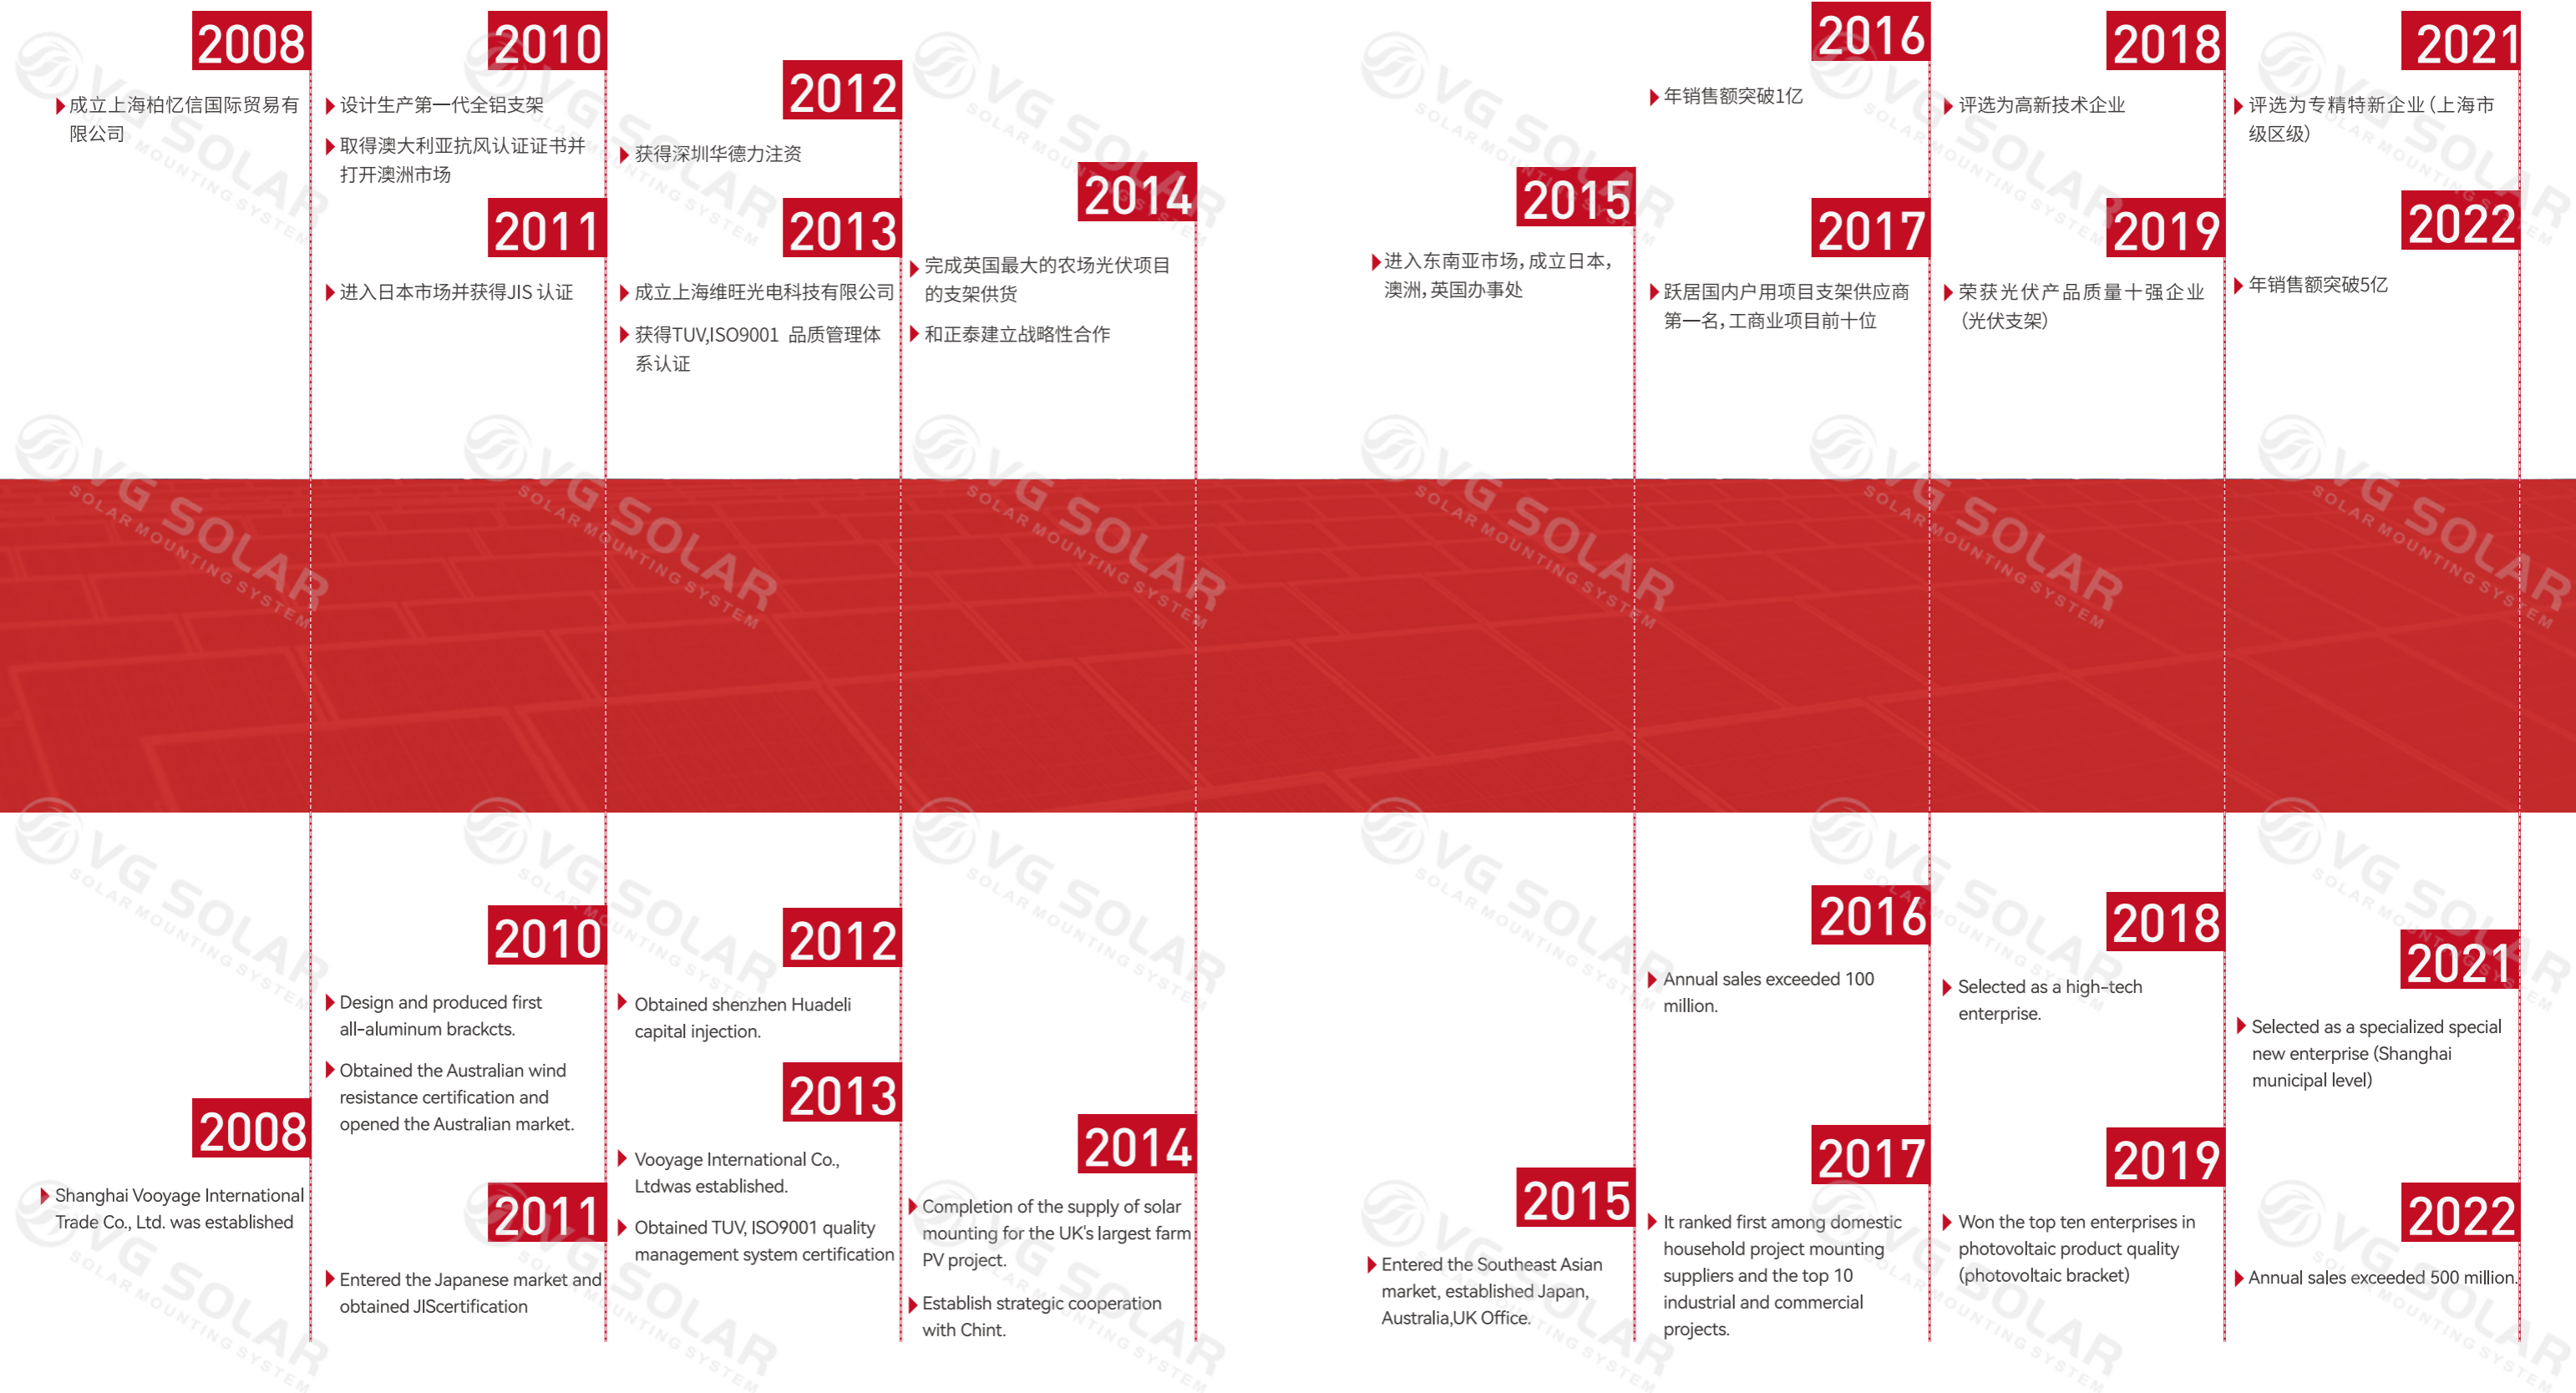 2008
成立上海柏忆信国际贸易有
限公司
2010
设计生产第一代全铝支架
取得澳大利亚抗风认证证书并
打开澳洲市场
2011
进入日本市场并获得JIS 认证
2012
获得深圳华德力注资
2013
成立上海维旺光电科技有限公司
获得TUV,ISO9001 品质管理体
系认证
2014
完成英国最大的农场光伏项目
的支架供货
和正泰建立战略性合作
2015
进入东南亚市场，成立日本，
澳洲，英国办事处
2016
年销售额突破1亿
2017
跃居国内户用项目支架供应商
第一名，工商业项目前十位
2018
评选为高新技术企业
2019
荣获光伏产品质量十强企业
（光伏支架）
2021
评选为专精特新企业（上海市
级区级）
2022
年销售额突破5亿
2008
Shanghai Vooyage International
Trade Co., Ltd. was established
2010
Design and produced first
all-aluminum brackcts.
Obtained the Australian wind
resistance certification and
opened the Australian market.
2011
Entered the Japanese market and
obtained JIScertification
2012
Obtained shenzhen Huadeli
capital injection.
2013
Vooyage International Co.,
Ltdwas established.
Obtained TUV, ISO9001 quality
management system certification
2014
Completion of the supply of solar
mounting for the UK's largest farm
PV project.
Establish strategic cooperation
with Chint.
2015
Entered the Southeast Asian
market, established Japan,
Australia,UK Office.
2016
Annual sales exceeded 100
million.
2017
It ranked first among domestic
household project mounting
suppliers and the top 10
industrial and commercial
projects.
2018
Selected as a high-tech
enterprise.
2019
Won the top ten enterprises in
photovoltaic product quality
(photovoltaic bracket)
2021
Selected as a specialized special
new enterprise (Shanghai
municipal level)
2022
Annual sales exceeded 500 million.
VG SOLAR
SOLAR MOUNTING SYSTEM